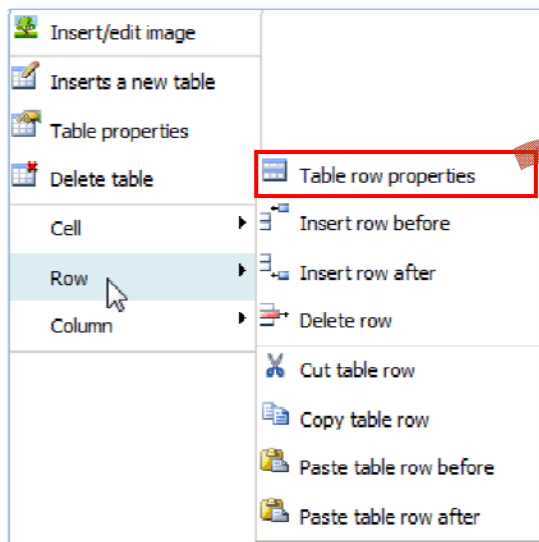 Insert/edit image
Inserts a new table
Table properties
Delete table
Cell
Row
Column
Table row properties
Insert row before
Insert row after
Delete row
Cut table row
Copy table row
Paste table row before
Paste table row after